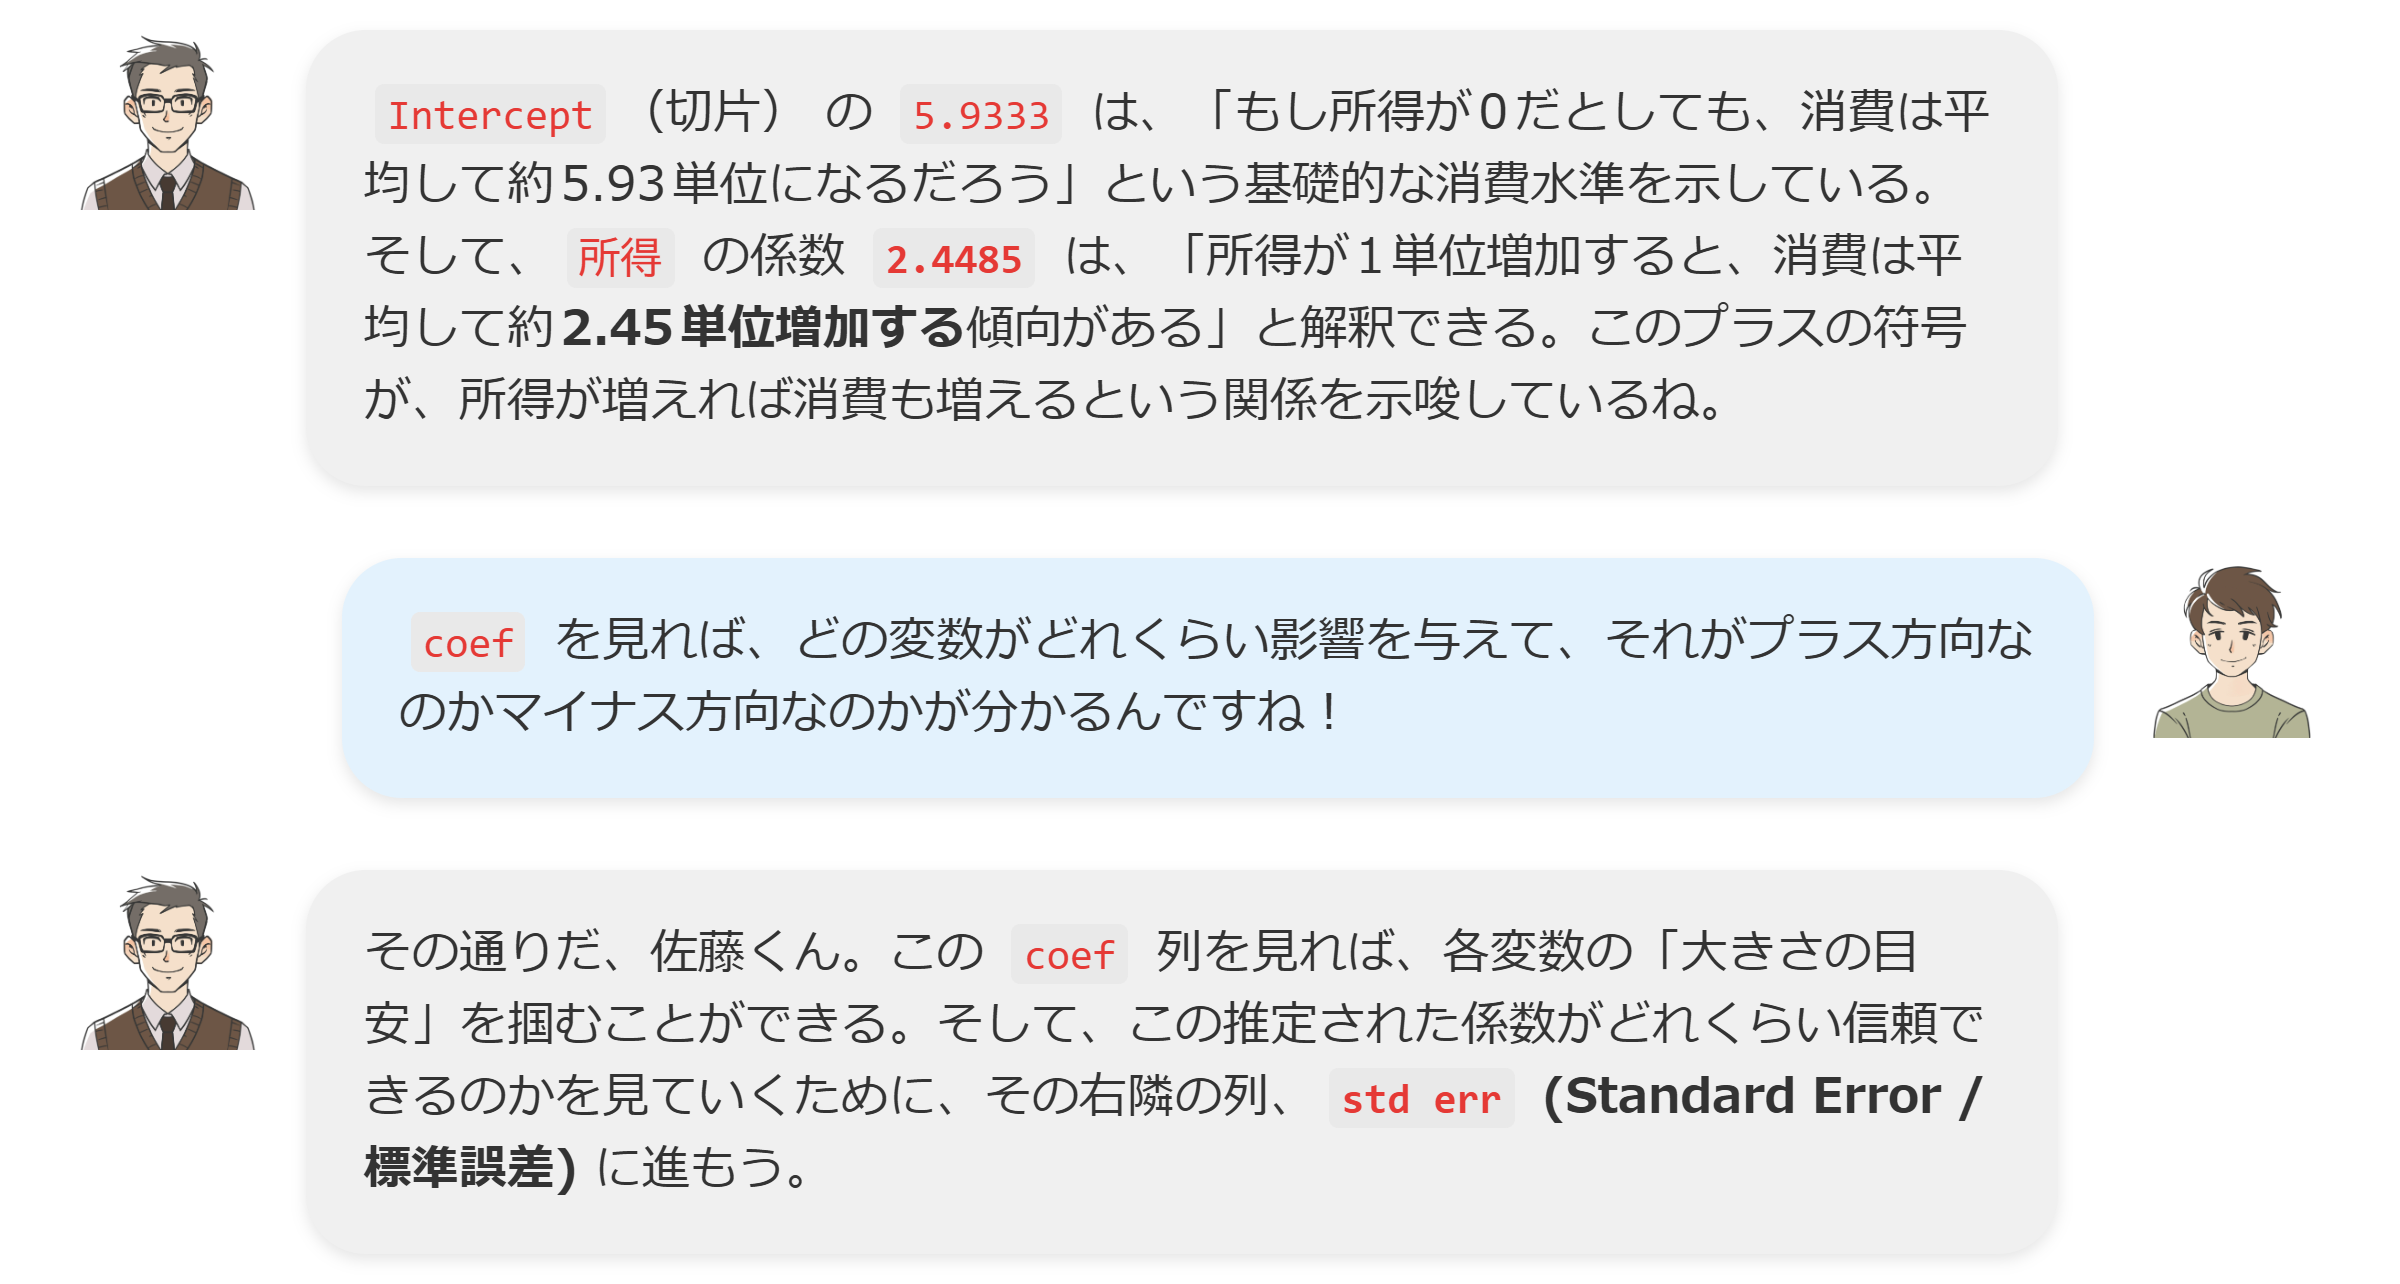 Intercept （切片） の 5.9333 は、「もし所得が0だとしても、消費は平
均して約5.93単位になるだろう」という基礎的な消費水準を示している。
そして、 所得 の係数 2.4485 は、「所得が1単位増加すると、消費は平
均して約2.45単位増加する傾向がある」と解釈できる。このプラスの符号
が、所得が増えれば消費も増えるという関係を示唆しているね。
coef を見れば、どの変数がどれくらい影響を与えて、それがプラス方向な
のかマイナス方向なのかが分かるんですね！
その通りだ、佐藤くん。この coef 列を見れば、各変数の「大きさの目
安」を掴むことができる。そして、この推定された係数がどれくらい信頼で
きるのかを見ていくために、その右隣の列、 std err (Standard Error /
標準誤差) に進もう。